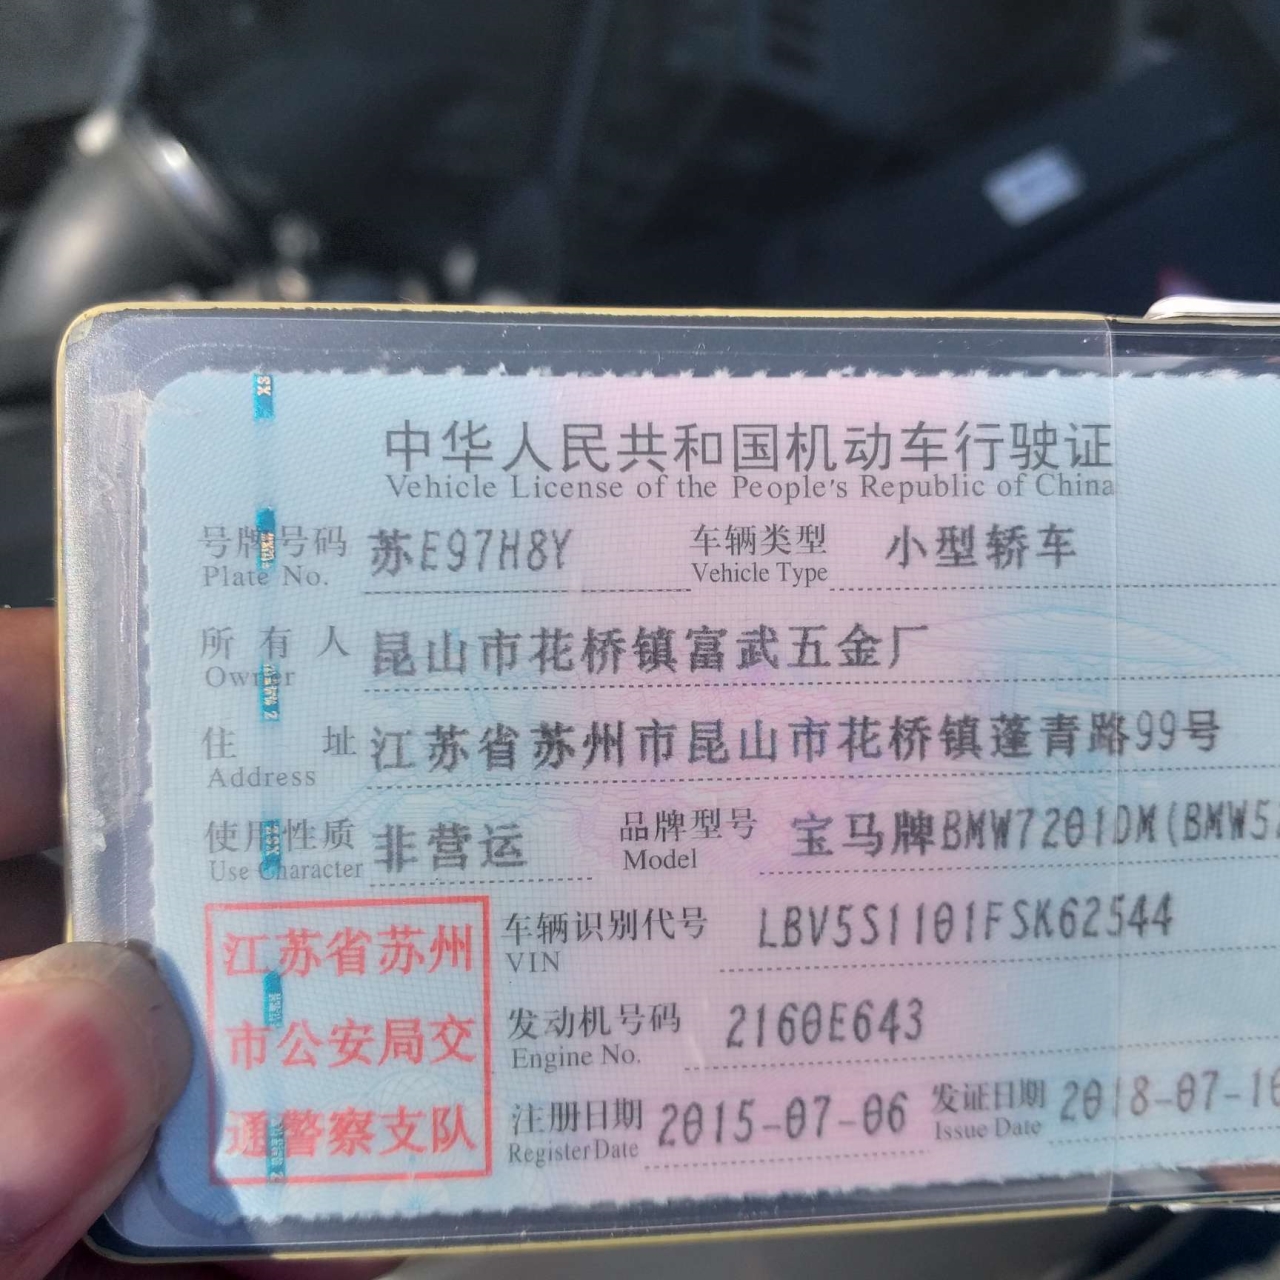 中华人民共和国机动车行驶证
Vehicle License of the People's Republic of China
号牌号码 苏E97H8Y 车辆类型 小型轿车
Plate No. Vehicle Type
所有人 昆山市花桥镇富武五金厂
Owner
住址 江苏省苏州市昆山市花桥镇蓬青路99号
Address
使用性质 非营运 品牌型号 宝马牌BMW7201DM(BMW5
Use Character Model
车辆识别代号 LBV5S1101FSK62544
VIN
发动机号码 2160E643
Engine No.
注册日期 2015-07-06 发证日期 2018-07-10
Register Date Issue Date
江苏省苏州
市公安局交
通警察支队